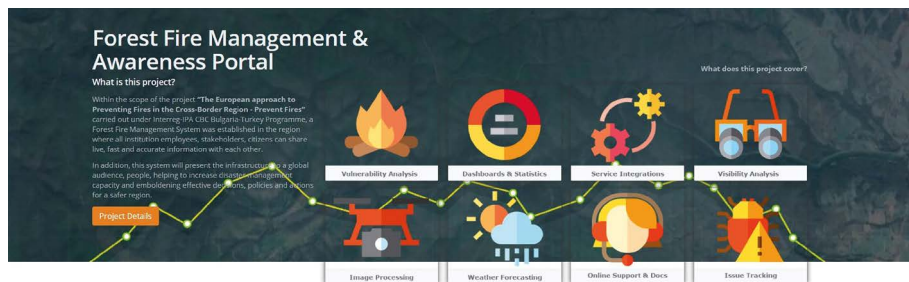 Forest Fire Management &
Awareness Portal
What is this project?
What does this project cover?
Within the scope of the project "The European approach to
Preventing Fires in the Cross-Border Region - Prevent Fires"
carried out under Interreg-IPA CBC Bulgaria-Turkey Programme, a
Forest Fire Management System was established in the region
where all institution employees, stakeholders, citizens can share
live, fast and accurate information with each other.
In addition, this system will present the infrastructure to a global
audience, people, helping to increase disaster management
capacity and emboldening effective decisions, policies and actions
for a safer region.
Project Details
Vulnerability Analysis
Dashboards & Statistics
Service Integrations
Visibility Analysis
Image Processing
Weather Forecasting
Online Support & Docs
Issue Tracking